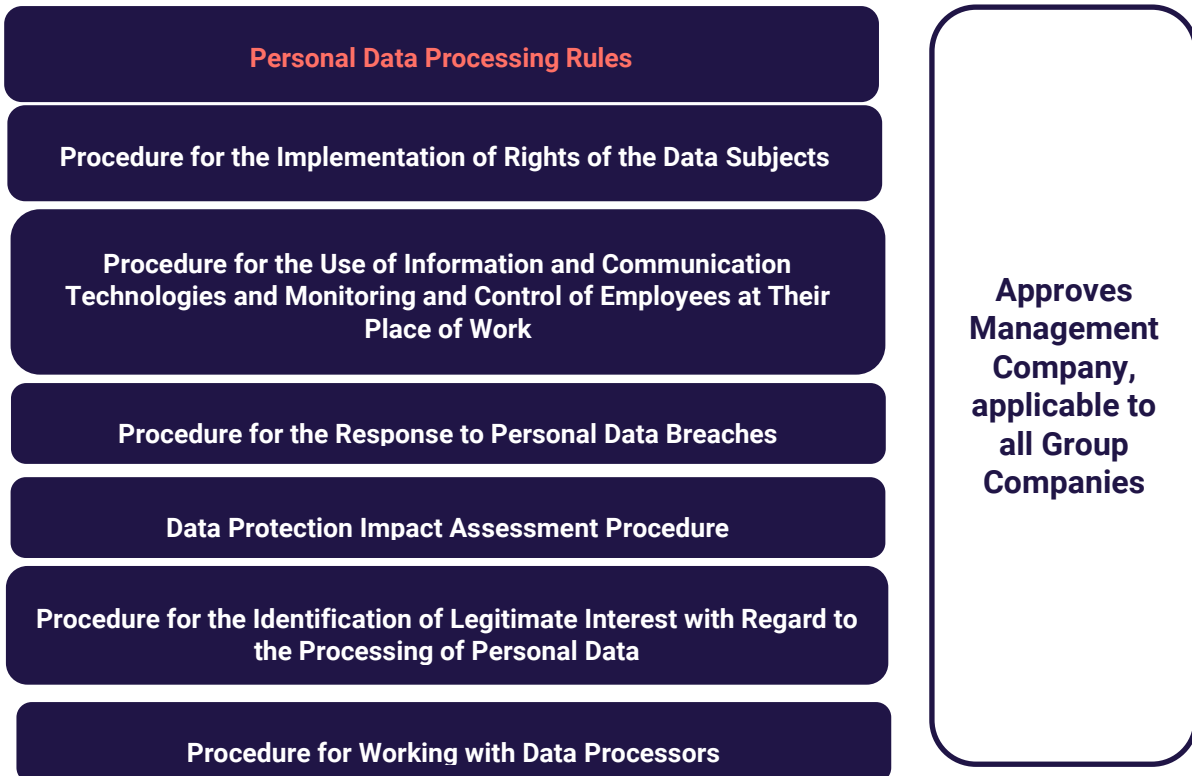 Personal Data Processing Rules
Procedure for the Implementation of Rights of the Data Subjects
Procedure for the Use of Information and Communication
Technologies and Monitoring and Control of Employees at Their
Place of Work
Procedure for the Response to Personal Data Breaches
Data Protection Impact Assessment Procedure
Procedure for the Identification of Legitimate Interest with Regard to
the Processing of Personal Data
Procedure for Working with Data Processors
Approves
Management
Company,
applicable to
all Group
Companies